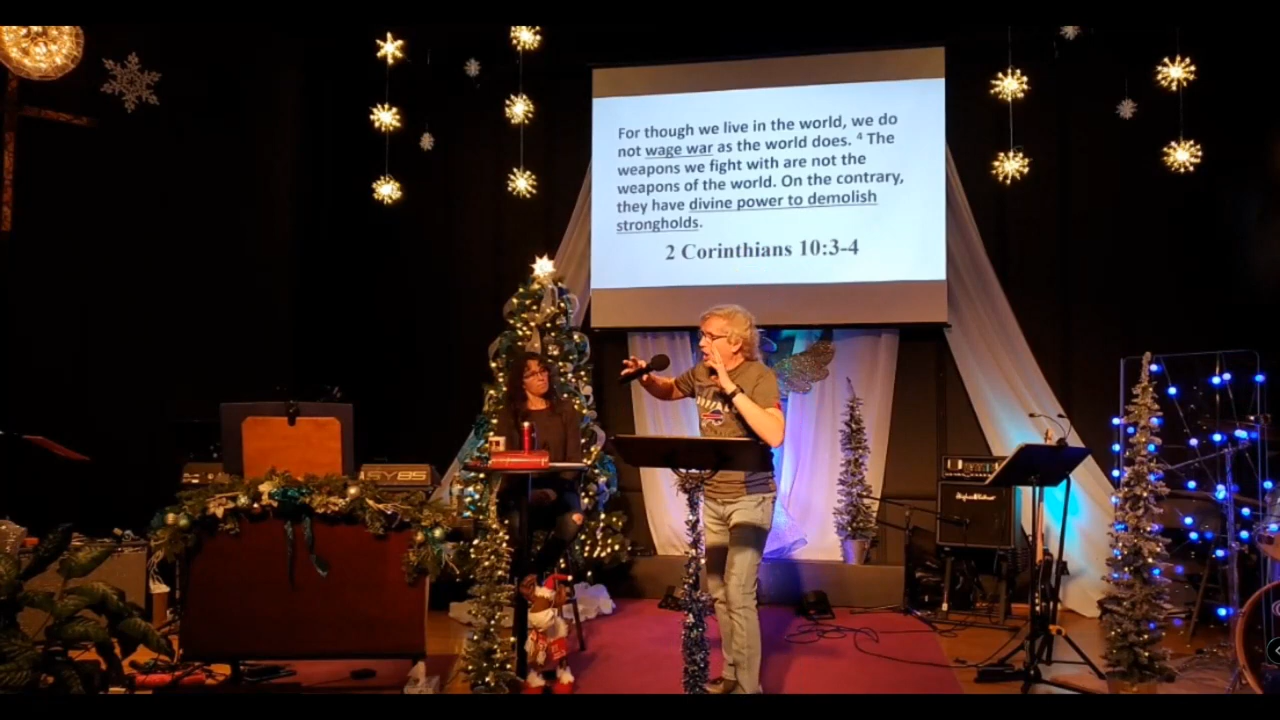 For though we live in the world, we do
not wage war as the world does. ⁴ The
weapons we fight with are not the
weapons of the world. On the contrary,
they have divine power to demolish
strongholds.
2 Corinthians 10:3-4